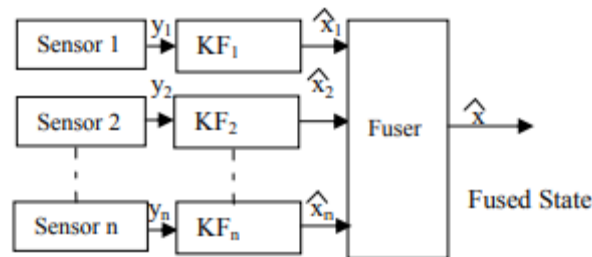 Sensor 1 y₁ KF₁ x̂₁
Sensor 2 y₂ KF₂ x̂₂
Fuser x̂
Fused State
Sensor n yₙ KFₙ x̂ₙ